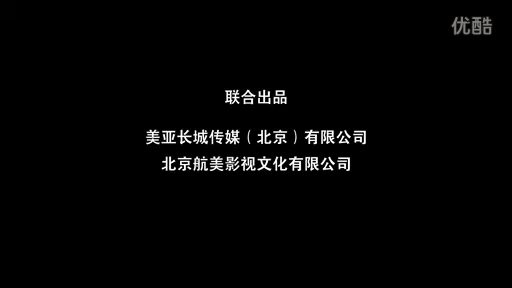 优酷
联合出品
美亚长城传媒（北京）有限公司
北京航美影视文化有限公司